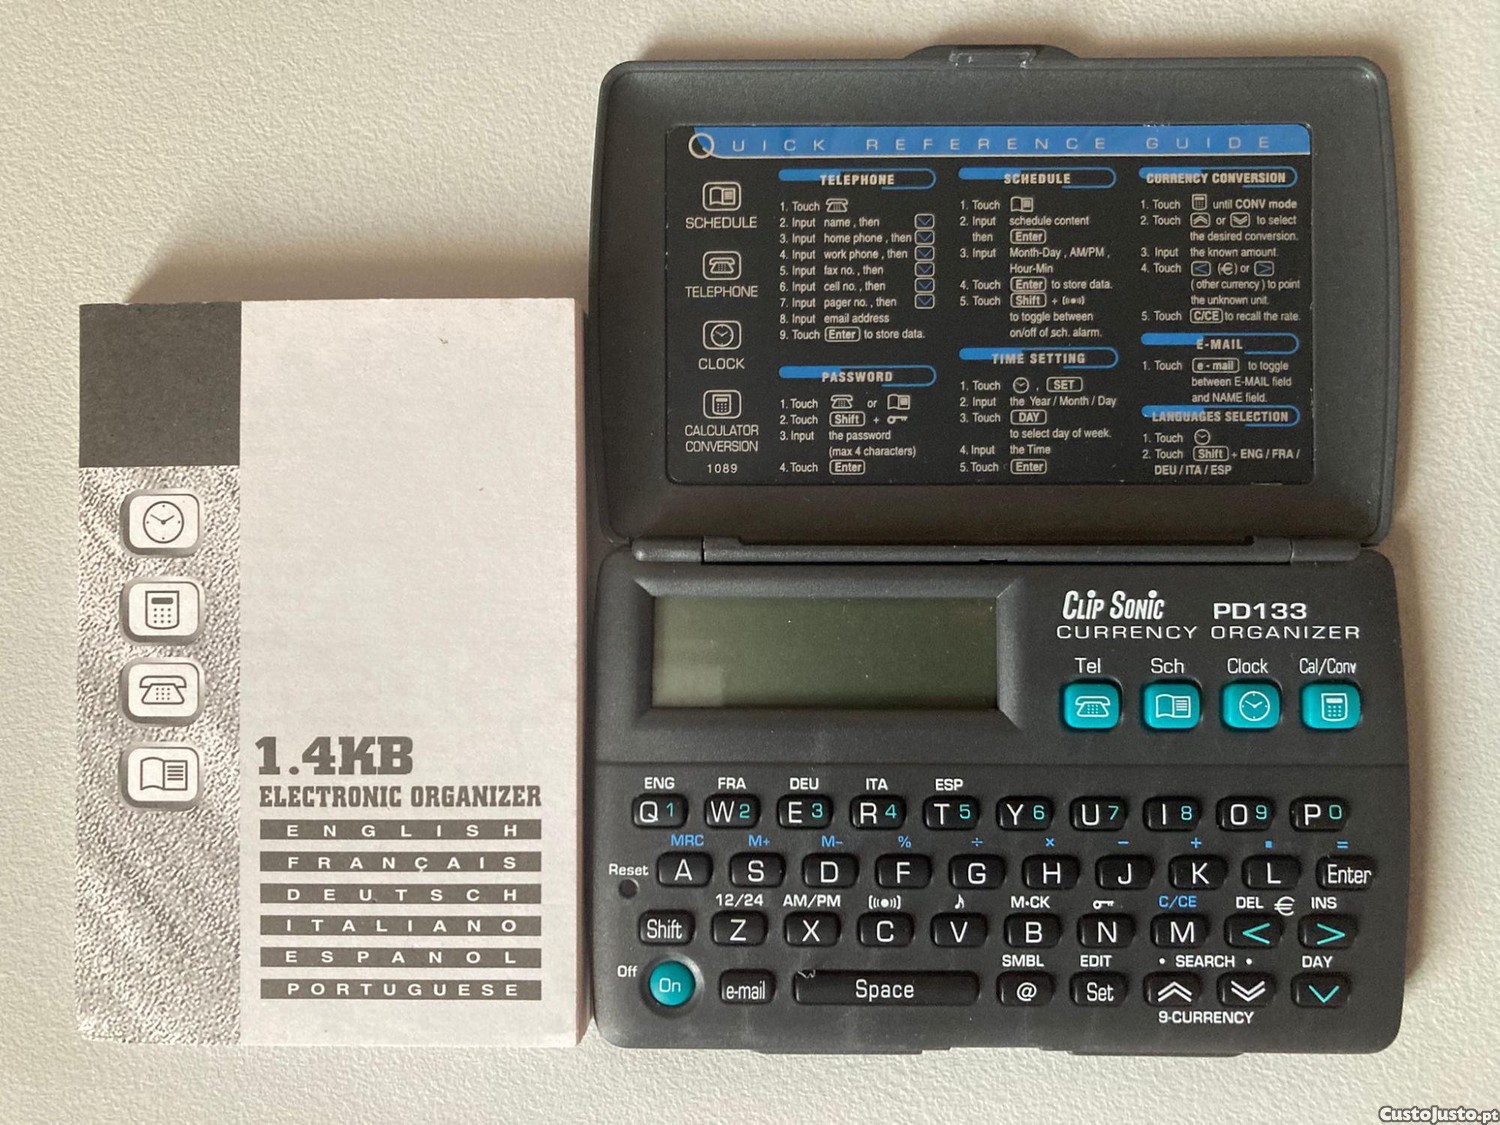 QUICK REFERENCE GUIDE
SCHEDULE
TELEPHONE
CLOCK
CALCULATOR
CONVERSION
1089
TELEPHONE
1. Touch
2. Input name, then
3. Input home phone, then
4. Input work phone, then
5. Input fax no., then
6. Input cell no., then
7. Input pager no., then
8. Input email address
9. Touch Enter to store data.
PASSWORD
1. Touch or
2. Touch Shift +
3. Input the password
(max 4 characters)
4. Touch Enter
SCHEDULE
1. Touch
2. Input schedule content
then Enter
3. Input Month-Day, AM/PM,
Hour-Min
4. Touch Enter to store data.
5. Touch Shift + ((●))
to toggle between
on/off of sch. alarm.
TIME SETTING
1. Touch , SET
2. Input the Year / Month / Day
3. Touch DAY
to select day of week.
4. Input the Time
5. Touch Enter
CURRENCY CONVERSION
1. Touch until CONV mode
2. Touch or to select
the desired conversion.
3. Input the known amount.
4. Touch < (€) or >
( other currency ) to point
the unknown unit.
5. Touch C/CE to recall the rate.
E-MAIL
1. Touch e-mail to toggle
between E-MAIL field
and NAME field.
LANGUAGES SELECTION
1. Touch
2. Touch Shift + ENG / FRA /
DEU / ITA / ESP
1.4KB
ELECTRONIC ORGANIZER
ENGLISH
FRANÇAIS
DEUTSCH
ITALIANO
ESPANOL
PORTUGUESE
CLIP SONIC PD133
CURRENCY ORGANIZER
Tel Sch Clock Cal/Conv
ENG FRA DEU ITA ESP
Q 1 W 2 E 3 R 4 T 5 Y 6 U 7 I 8 O 9 P 0
MRC M+ M− % ÷ × − + ▪ =
Reset A S D F G H J K L Enter
12/24 AM/PM ((●)) ♪ M•CK C/CE DEL € INS
Shift Z X C V B N M < >
Off SMBL EDIT • SEARCH • DAY
On e-mail Space @ Set
9-CURRENCY
CustoJusto.pt